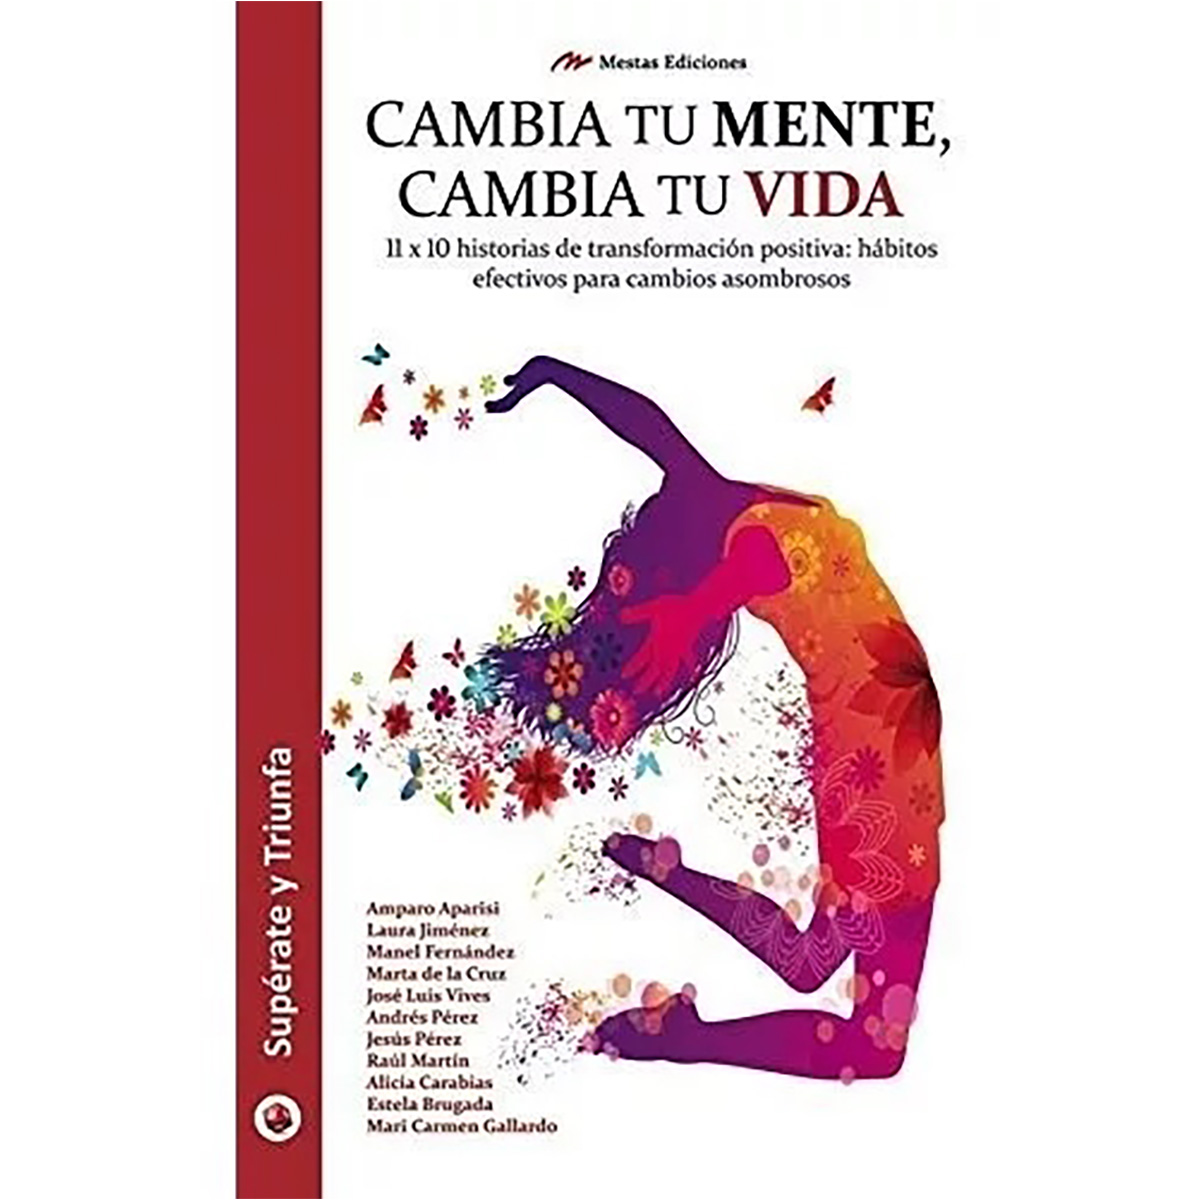 Mestas Ediciones
CAMBIA TU MENTE,
CAMBIA TU VIDA
11 x 10 historias de transformación positiva: hábitos
efectivos para cambios asombrosos
Supérate y Triunfa
Amparo Aparisi
Laura Jiménez
Manel Fernández
Marta de la Cruz
José Luis Vives
Andrés Pérez
Jesús Pérez
Raúl Martín
Alicia Carabias
Estela Brugada
Mari Carmen Gallardo